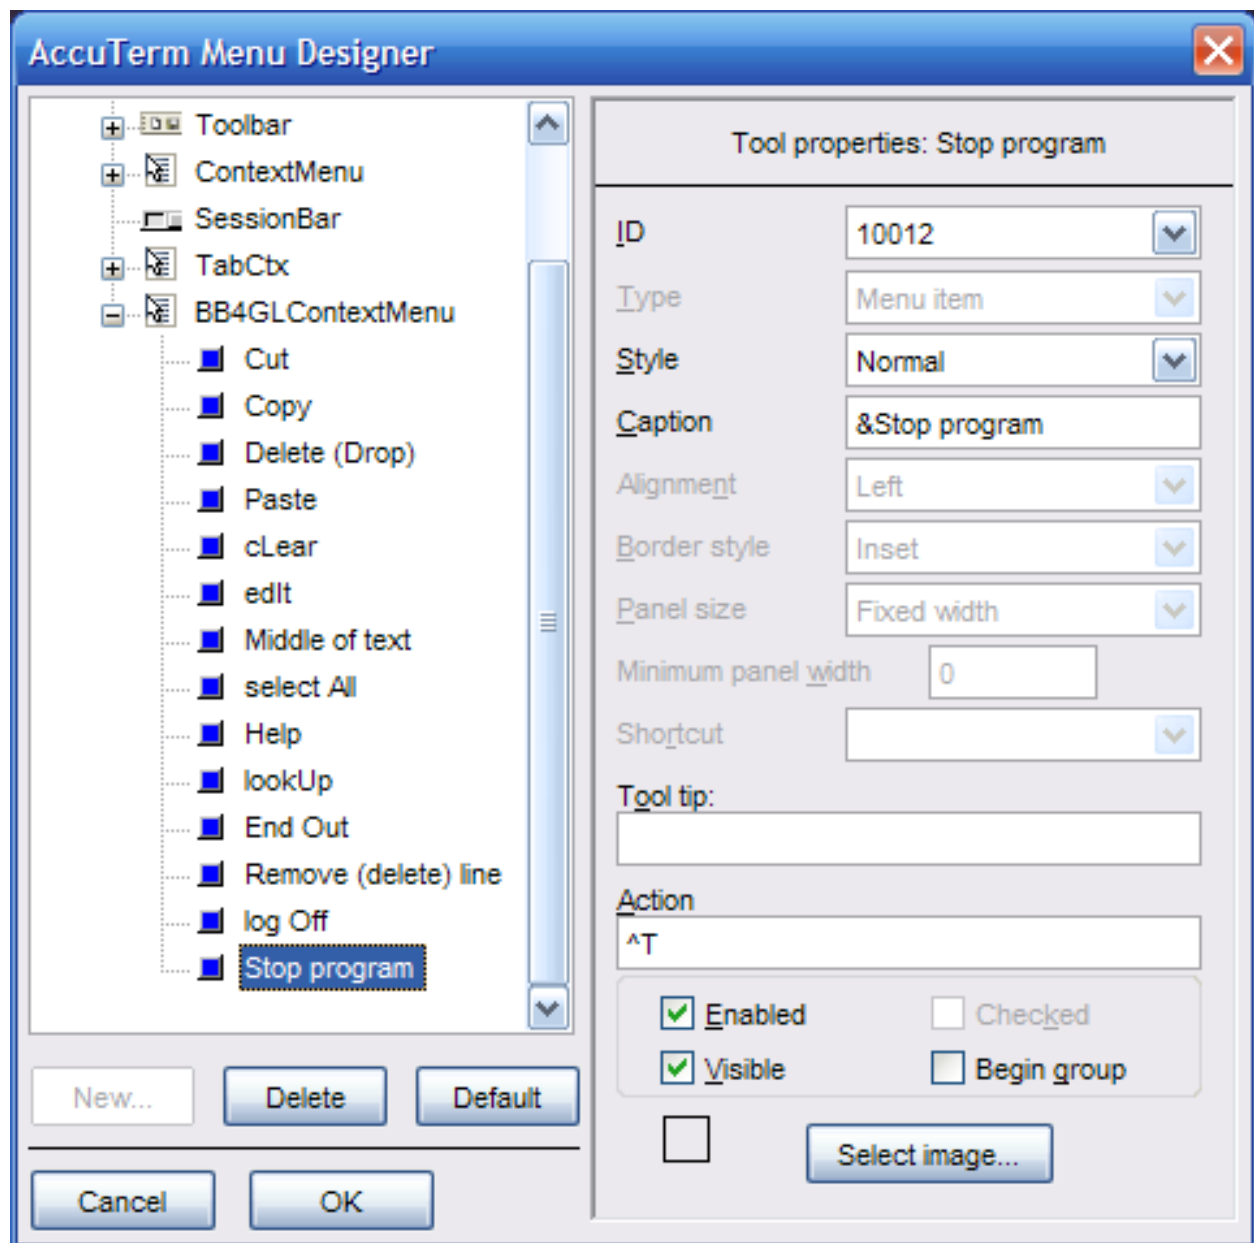 AccuTerm Menu Designer
Toolbar
ContextMenu
SessionBar
TabCtx
BB4GLContextMenu
Cut
Copy
Delete (Drop)
Paste
cLear
edIt
Middle of text
select All
Help
lookUp
End Out
Remove (delete) line
log Off
Stop program
New...
Delete
Default
Cancel
OK
Tool properties: Stop program
ID
10012
Type
Menu item
Style
Normal
Caption
&Stop program
Alignment
Left
Border style
Inset
Panel size
Fixed width
Minimum panel width
0
Shortcut
Tool tip:
Action
^T
Enabled
Checked
Visible
Begin group
Select image...